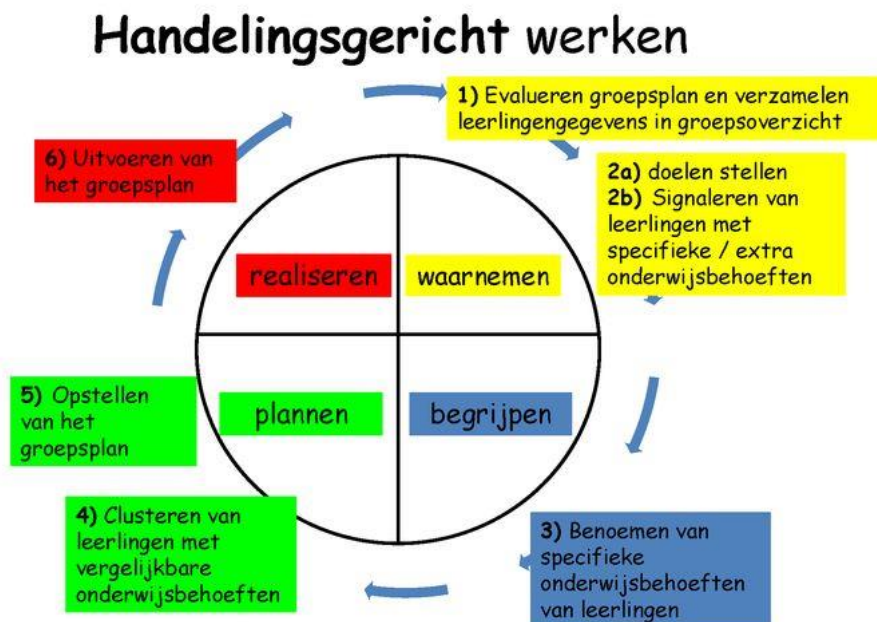 Handelingsgericht werken
1) Evalueren groepsplan en verzamelen
leerlingengegevens in groepsoverzicht
2a) doelen stellen
2b) Signaleren van
leerlingen met
specifieke / extra
onderwijsbehoeften
3) Benoemen van
specifieke
onderwijsbehoeften
van leerlingen
4) Clusteren van
leerlingen met
vergelijkbare
onderwijsbehoeften
5) Opstellen
van het
groepsplan
6) Uitvoeren van
het groepsplan
realiseren
waarnemen
plannen
begrijpen